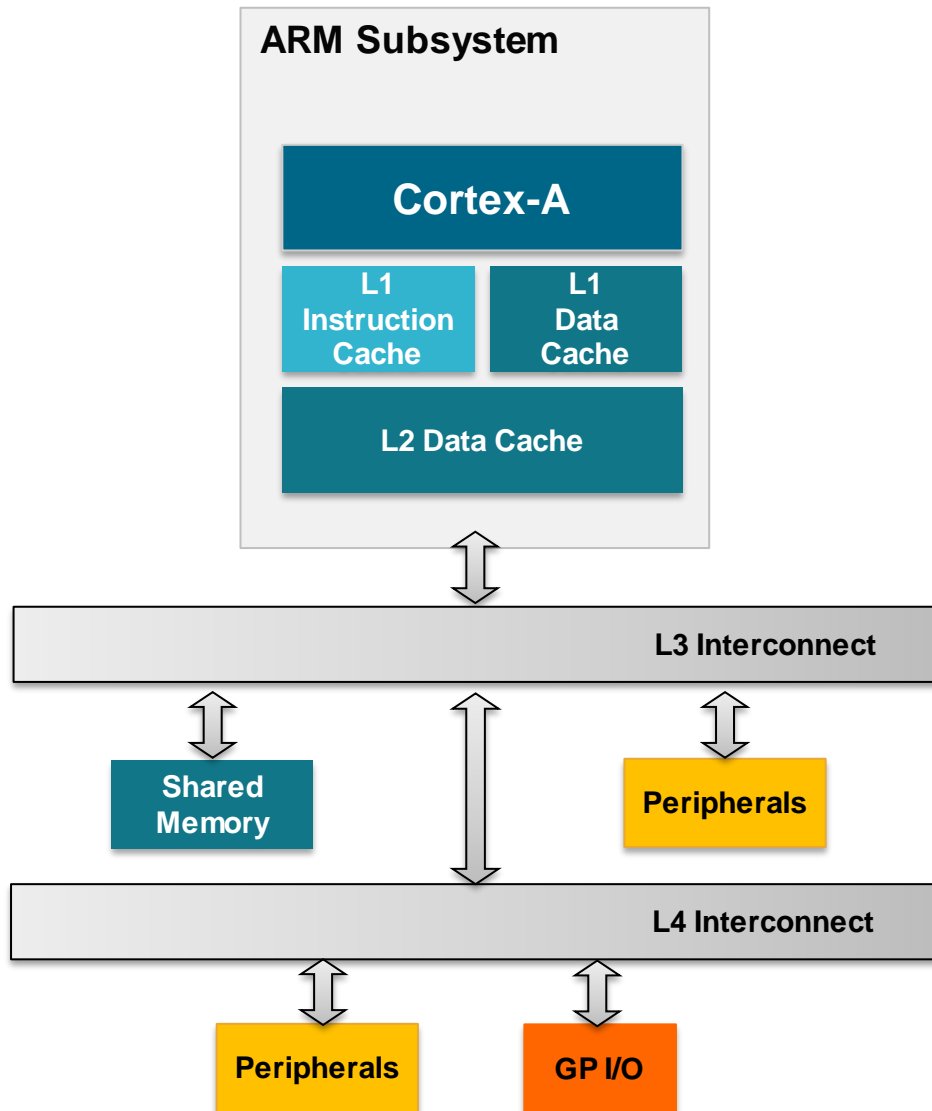 ARM Subsystem
Cortex-A
L1
Instruction
Cache
L1
Data
Cache
L2 Data Cache
L3 Interconnect
Shared
Memory
Peripherals
L4 Interconnect
Peripherals
GP I/O